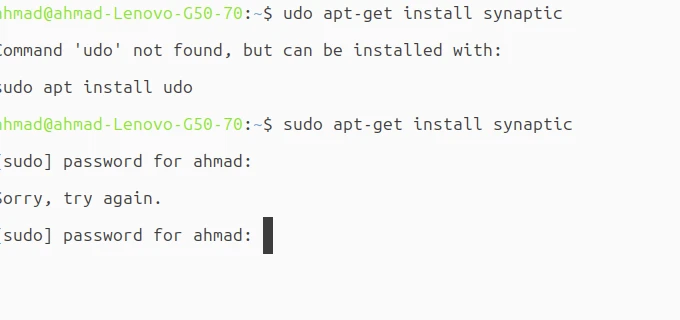 ahmad@ahmad-Lenovo-G50-70:~$ udo apt-get install synaptic
Command 'udo' not found, but can be installed with:
sudo apt install udo
ahmad@ahmad-Lenovo-G50-70:~$ sudo apt-get install synaptic
[sudo] password for ahmad:
Sorry, try again.
[sudo] password for ahmad: